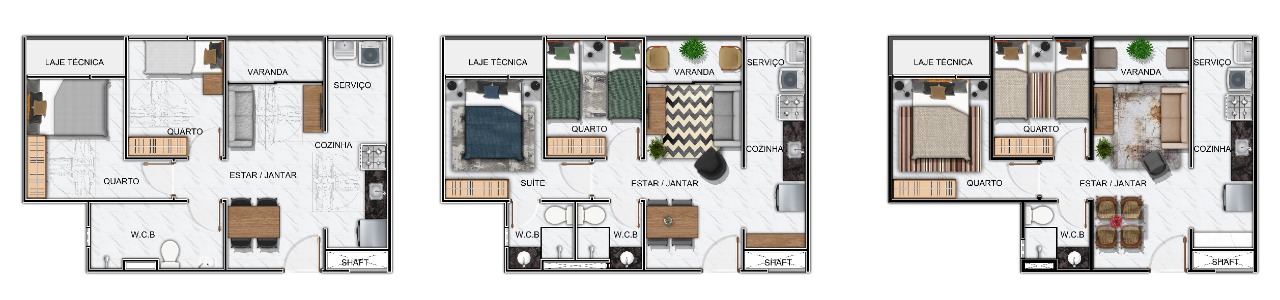 LAJE TÉCNICA
VARANDA
SERVIÇO
QUARTO
COZINHA
QUARTO
ESTAR / JANTAR
W.C.B
SHAFT
LAJE TÉCNICA
VARANDA
SERVIÇO
QUARTO
COZINHA
SUÍTE
ESTAR / JANTAR
W.C.B
W.C.B
SHAFT
LAJE TÉCNICA
VARANDA
SERVIÇO
QUARTO
COZINHA
QUARTO
ESTAR / JANTAR
W.C.B
SHAFT